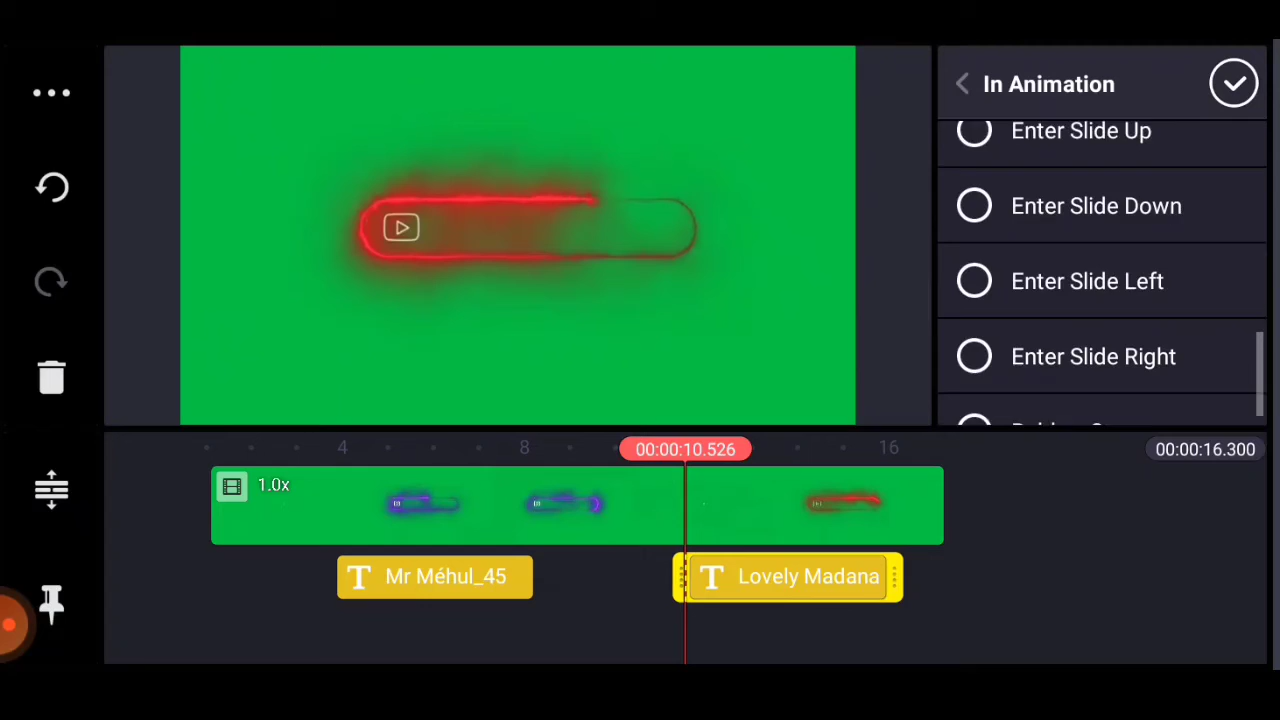 In Animation
Enter Slide Up
Enter Slide Down
Enter Slide Left
Enter Slide Right
4
8
00:00:10.526
16
00:00:16.300
1.0x
T Mr Méhul_45
T Lovely Madana